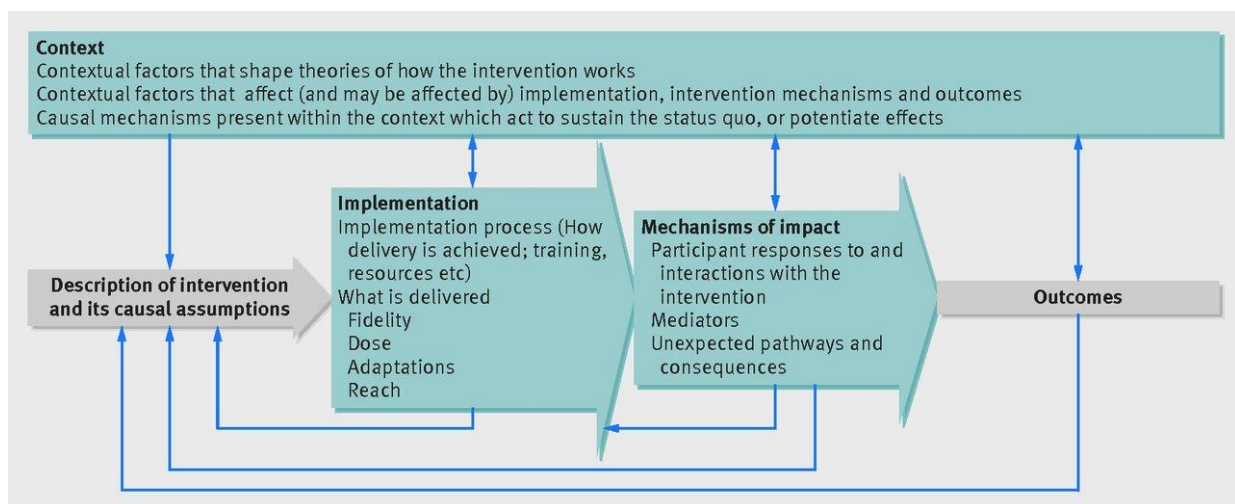 Context
Contextual factors that shape theories of how the intervention works
Contextual factors that affect (and may be affected by) implementation, intervention mechanisms and outcomes
Causal mechanisms present within the context which act to sustain the status quo, or potentiate effects
Description of intervention
and its causal assumptions
Implementation
Implementation process (How
delivery is achieved; training,
resources etc)
What is delivered
Fidelity
Dose
Adaptations
Reach
Mechanisms of impact
Participant responses to and
interactions with the
intervention
Mediators
Unexpected pathways and
consequences
Outcomes